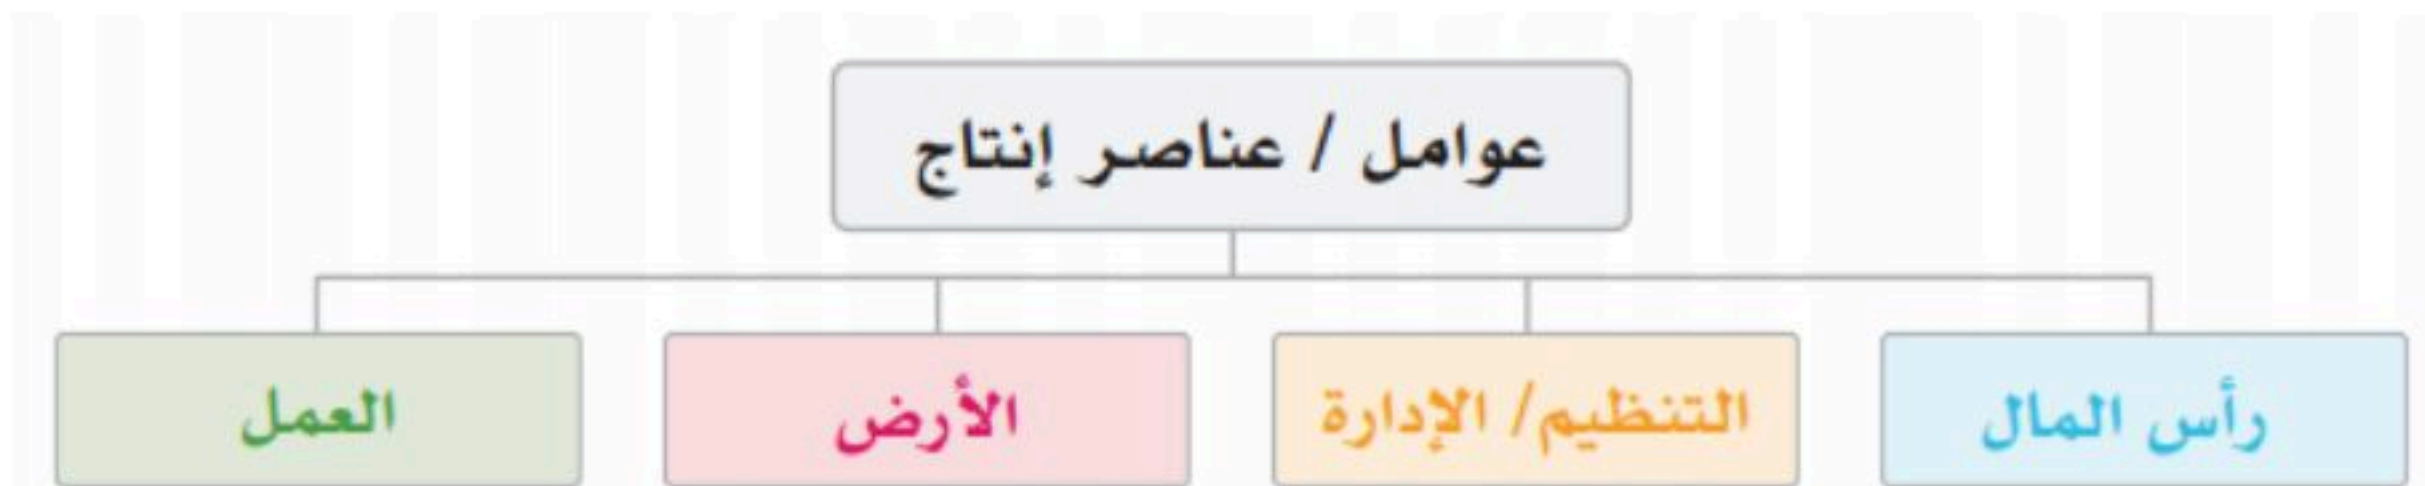 عوامل / عناصر إنتاج
رأس المال
التنظيم/ الإدارة
الأرض
العمل